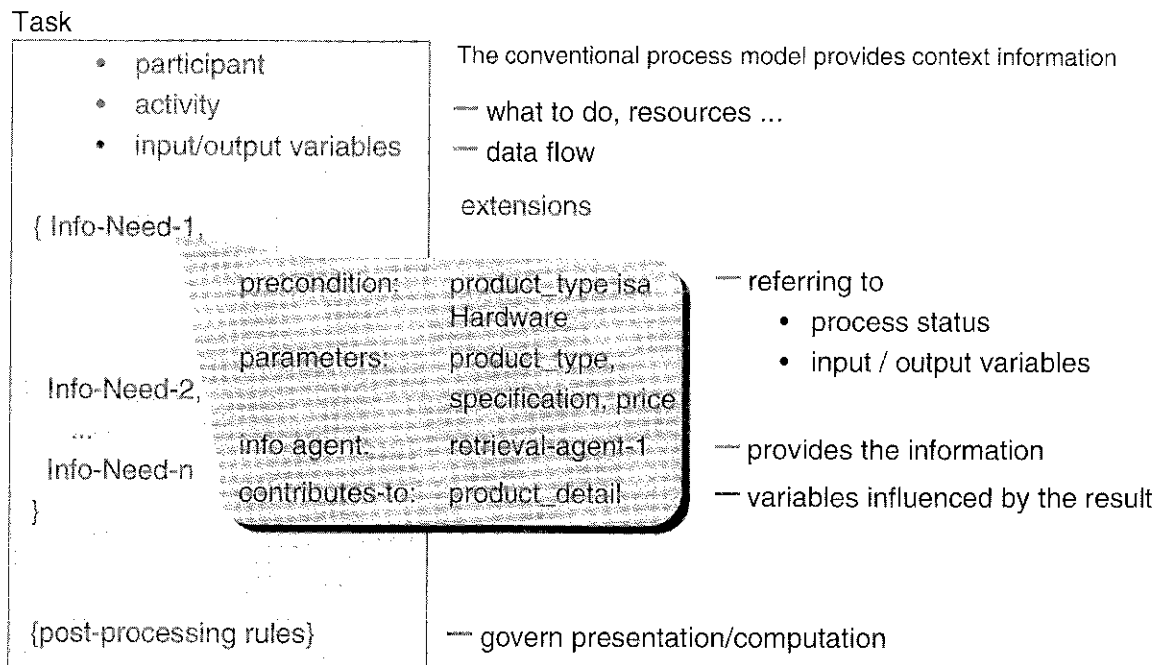 Task
• participant
The conventional process model provides context information
• activity
— what to do, resources ...
• input/output variables
— data flow
extensions
{ Info-Need-1,
precondition: product_type isa
Hardware
— referring to
• process status
• input / output variables
parameters: product_type,
specification, price
Info-Need-2,
...
info agent: retrieval-agent-1
— provides the information
Info-Need-n
contributes-to: product_detail
— variables influenced by the result
}
{post-processing rules}
— govern presentation/computation